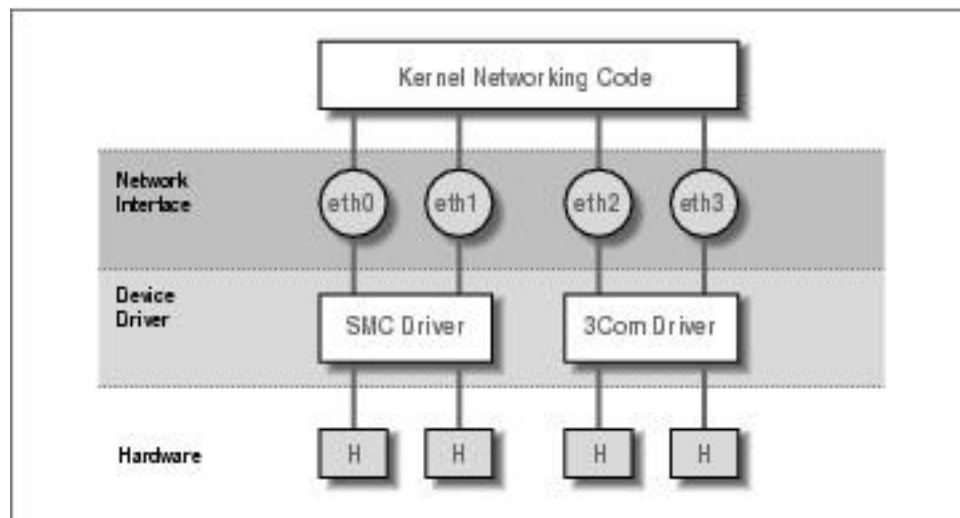 Kernel Networking Code
Network
Interface
eth0 eth1 eth2 eth3
Device
Driver
SMC Driver 3Com Driver
Hardware
H H H H